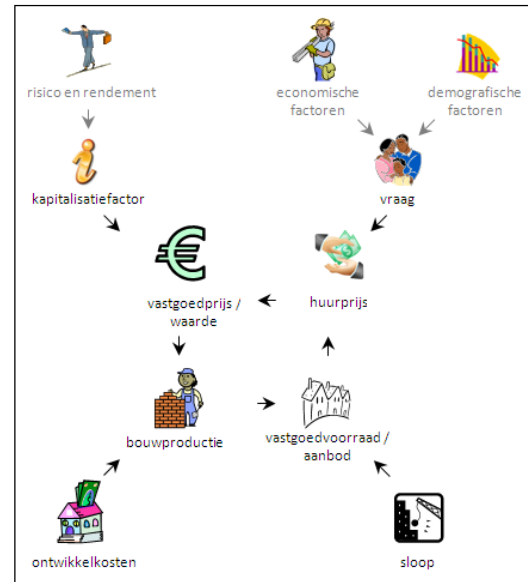 risico en rendement
economische
factoren
demografische
factoren
kapitalisatiefactor
vraag
vastgoedprijs /
waarde
huurprijs
bouwproductie
vastgoedvoorraad /
aanbod
ontwikkelkosten
sloop